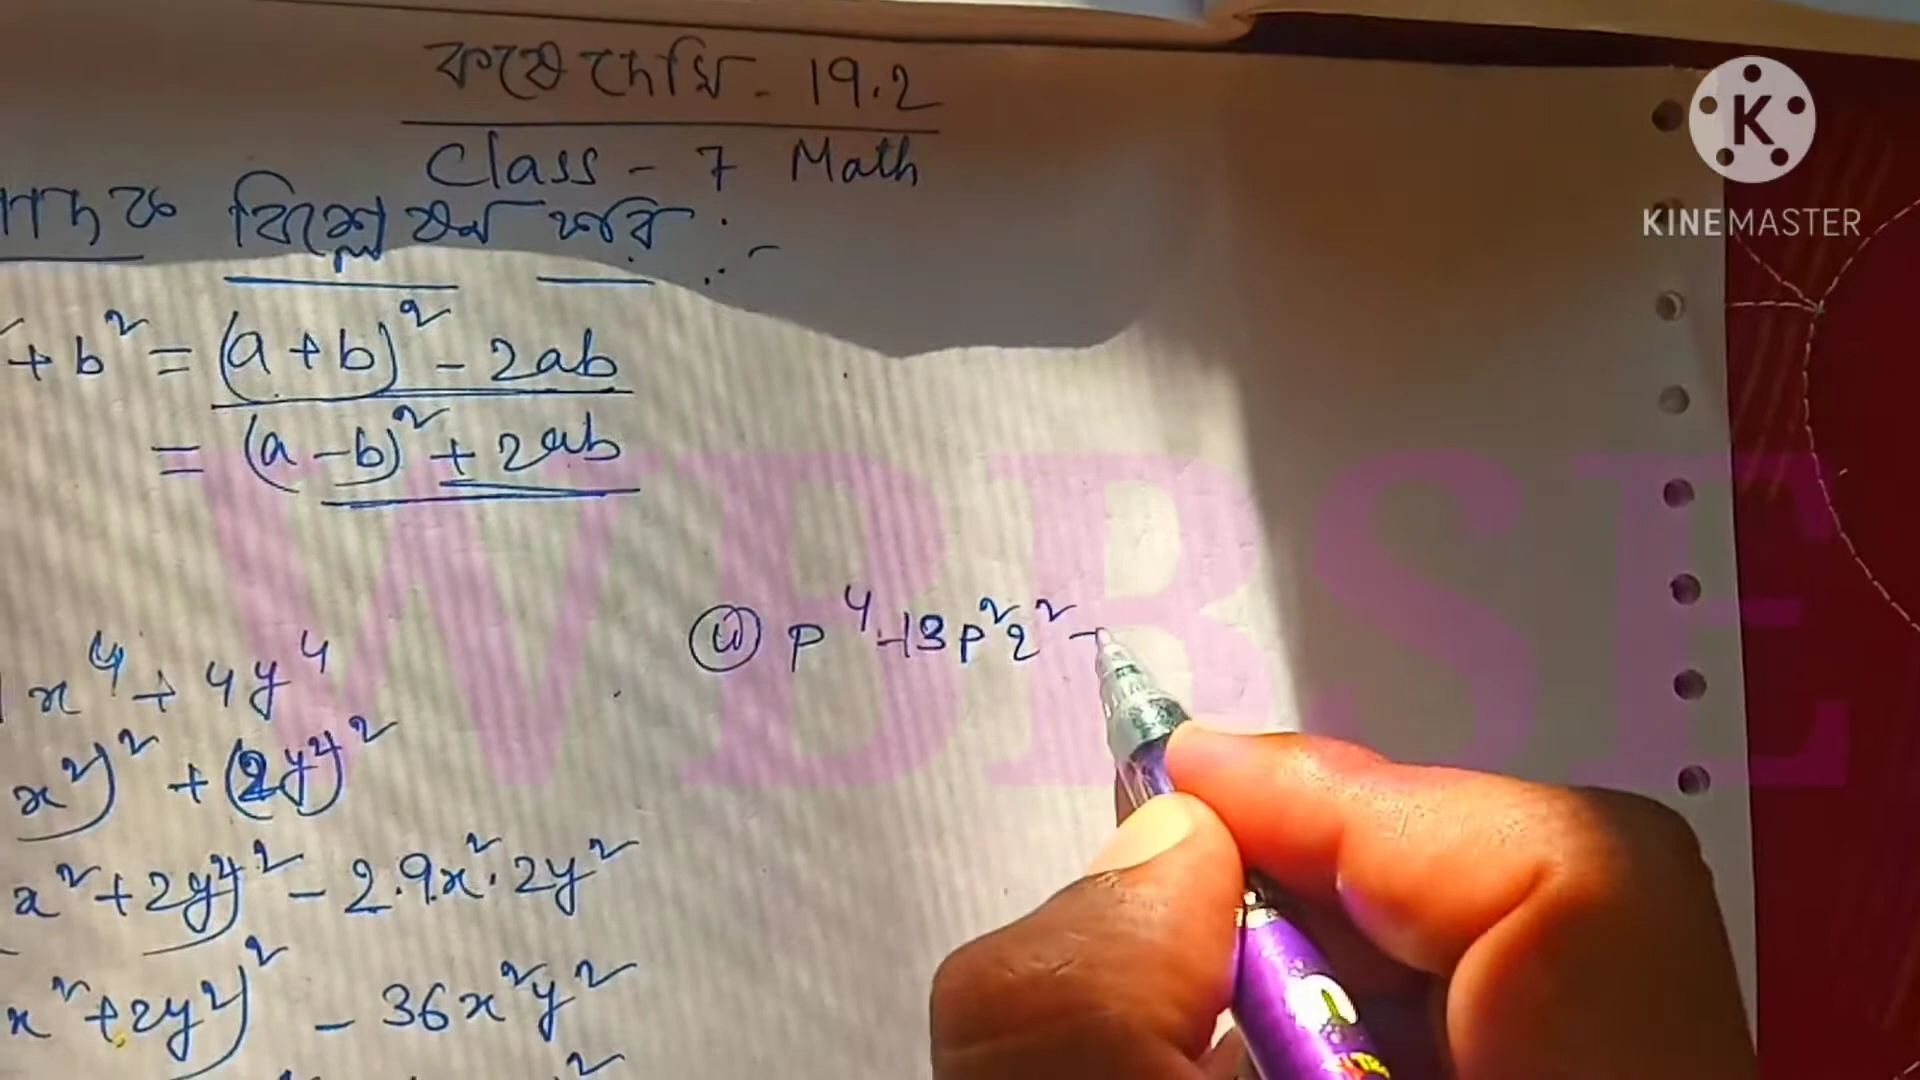 কষে দেখি - 19.2
Class - 7 Math
বিশ্লেষণ করি :-
+ b² = (a + b)² - 2ab
= (a - b)² + 2ab
x⁴ + 4y⁴
x²)² + (2y²)²
x² + 2y²)² - 2.9x².2y²
x² + 2y²)² - 36x²y²
(ii) p⁴ - 13p²q² -
K
KINEMASTER
WBBSE